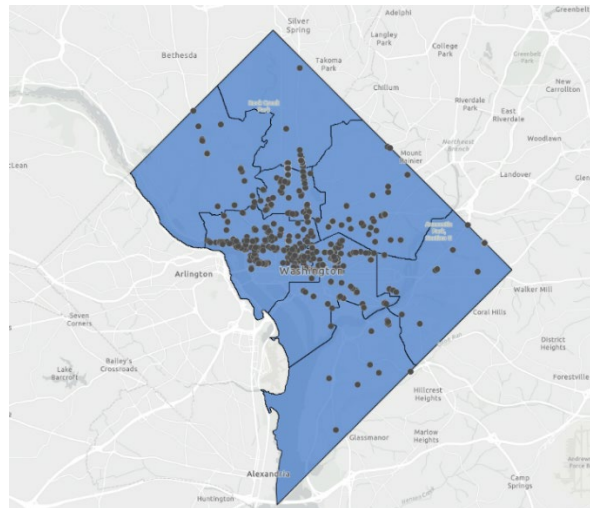 Adelphi
Greenbelt
Silver
Spring
Langley
Park
Bethesda
Takoma
Park
College
Park
New
Carrollton
Chillum
Riverdale
Park
East
Riverdale
Woodlawn
Mount
Rainier
Landover
Arlington
Washington
Walker Mill
Seven
Corners
Coral Hills
Bailey's
Crossroads
District
Heights
Lake
Barcroft
Hillcrest
Heights
Forestville
Glassmanor
Marlow
Heights
Alexandria
Camp
Springs
Huntington